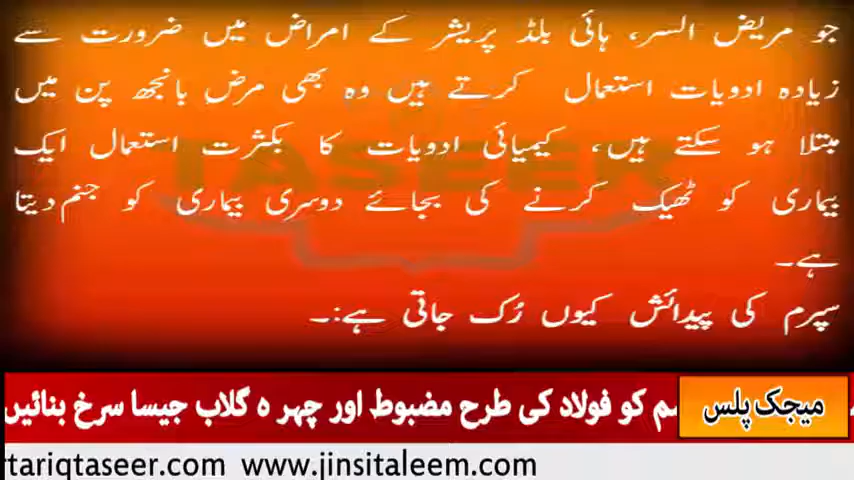 جو مریض السر، ہائی بلڈ پریشر کے امراض میں ضرورت سے
زیادہ ادویات استعمال کرتے ہیں وہ بھی مرض بانجھ پن میں
مبتلا ہو سکتے ہیں، کیمیائی ادویات کا بکثرت استعمال ایک
بیماری کو ٹھیک کرنے کی بجائے دوسری بیماری کو جنم دیتا
ہے۔
سپرم کی پیدائش کیوں رُک جاتی ہے:۔
TASEER
میجک پلس
کو فولاد کی طرح مضبوط اور چہر ہ گلاب جیسا سرخ بنائیں
rtariqtaseer.com www.jinsitaleem.com